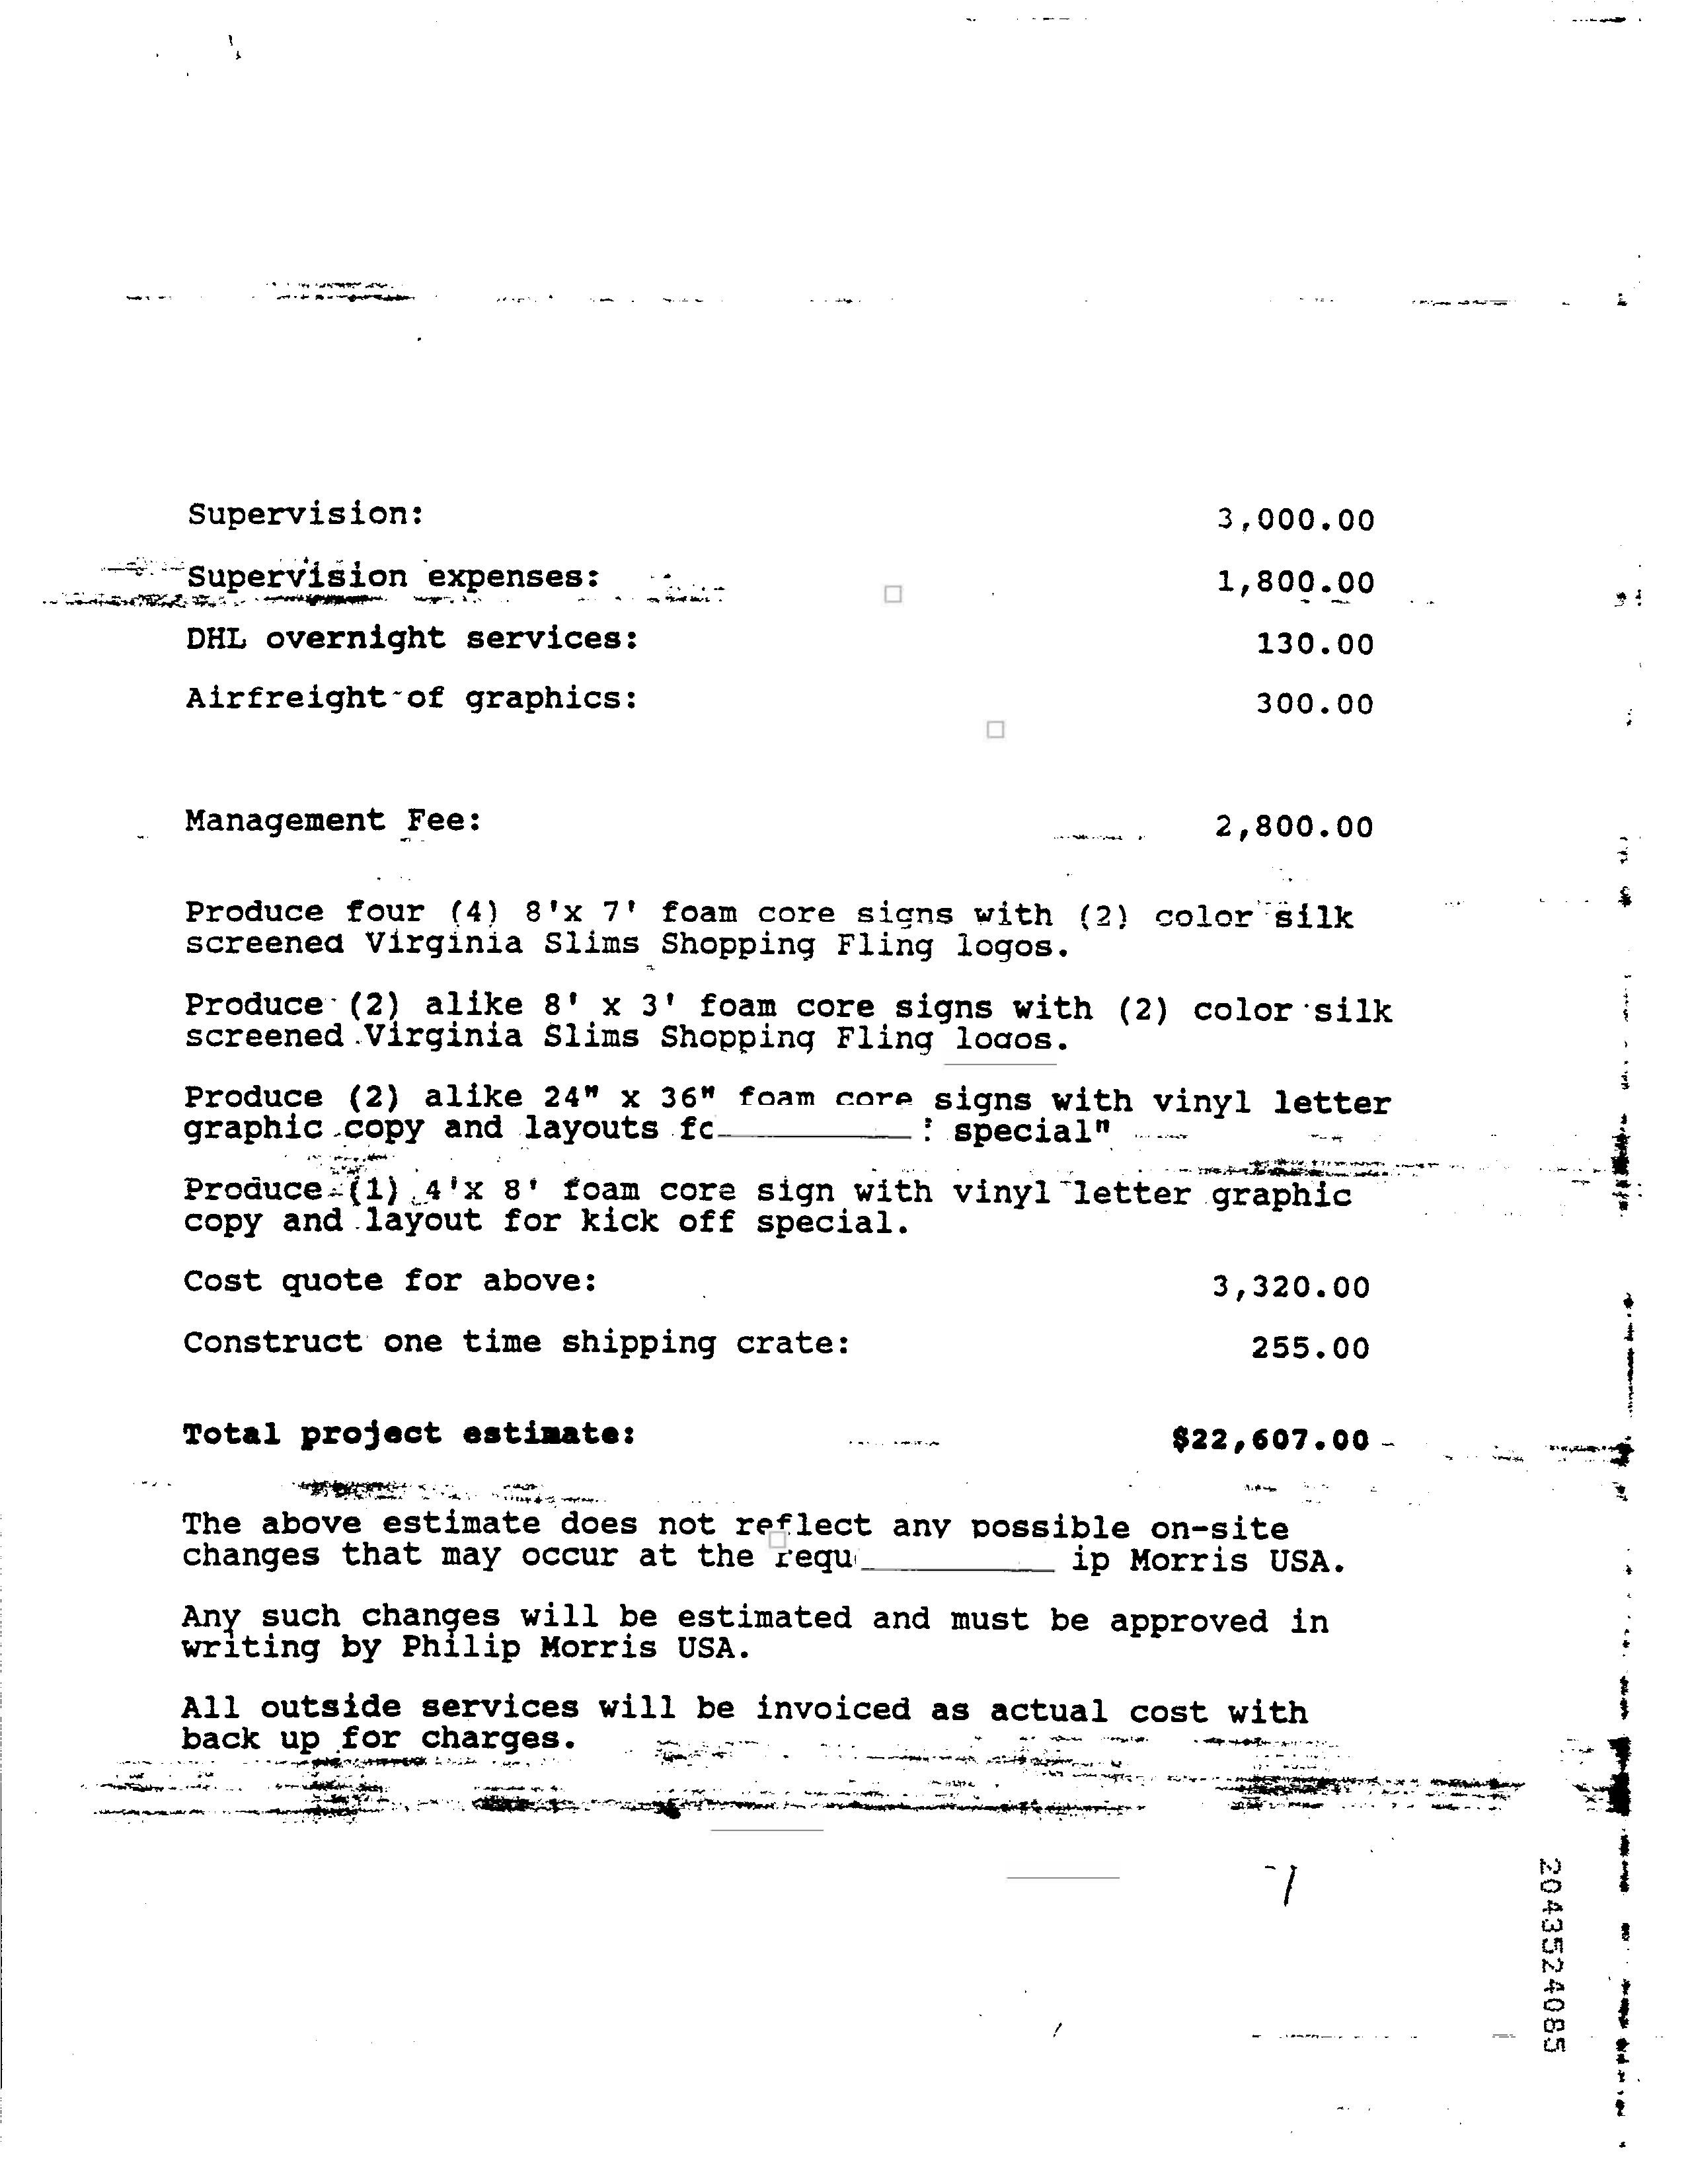 Supervision: 3,000.00
Supervision expenses: 1,800.00
DHL overnight services: 130.00
Airfreight of graphics: 300.00
Management Fee: 2,800.00
Produce four (4) 8'x 7' foam core signs with (2) color silk
screened Virginia Slims Shopping Fling logos.
Produce (2) alike 8' x 3' foam core signs with (2) color silk
screened Virginia Slims Shopping Fling logos.
Produce (2) alike 24" x 36" foam core signs with vinyl letter
graphic copy and layouts special"
Produce (1) 4'x 8' foam core sign with vinyl letter graphic
copy and layout for kick off special.
Cost quote for above: 3,320.00
Construct one time shipping crate: 255.00
Total project estimate: $22,607.00
The above estimate does not reflect any possible on-site
changes that may occur at the Morris USA.
Any such changes will be estimated and must be approved in
writing by Philip Morris USA.
All outside services will be invoiced as actual cost with
back up for charges.
2043524085